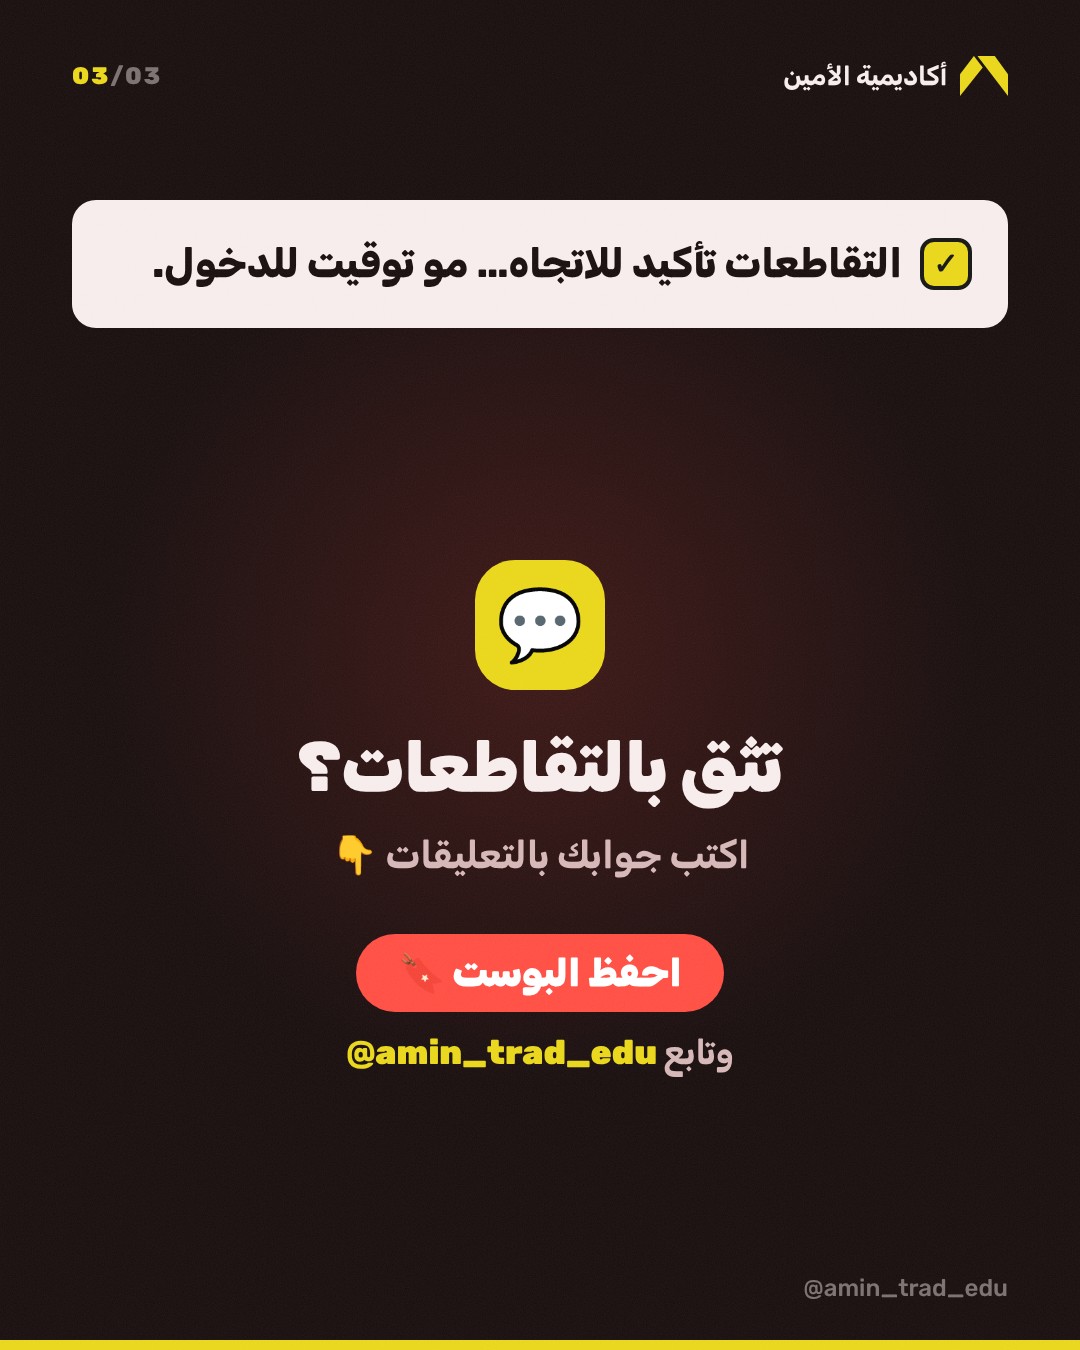 أكاديمية الأمين
03/03
التقاطعات تأكيد للاتجاه... مو توقيت للدخول.
تثق بالتقاطعات؟
اكتب جوابك بالتعليقات 👇
احفظ البوست 🔖
وتابع @amin_trad_edu
@amin_trad_edu